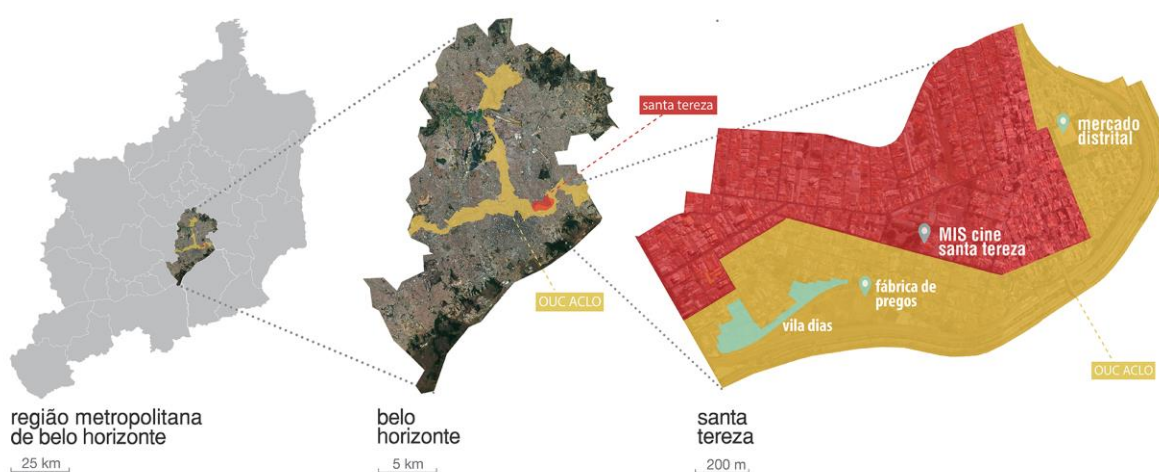 santa tereza
mercado
distrital
MIS cine
santa tereza
fábrica de
pregos
vila dias
OUC ACLO
OUC ACLO
região metropolitana
de belo horizonte
25 km
belo
horizonte
5 km
santa
tereza
200 m